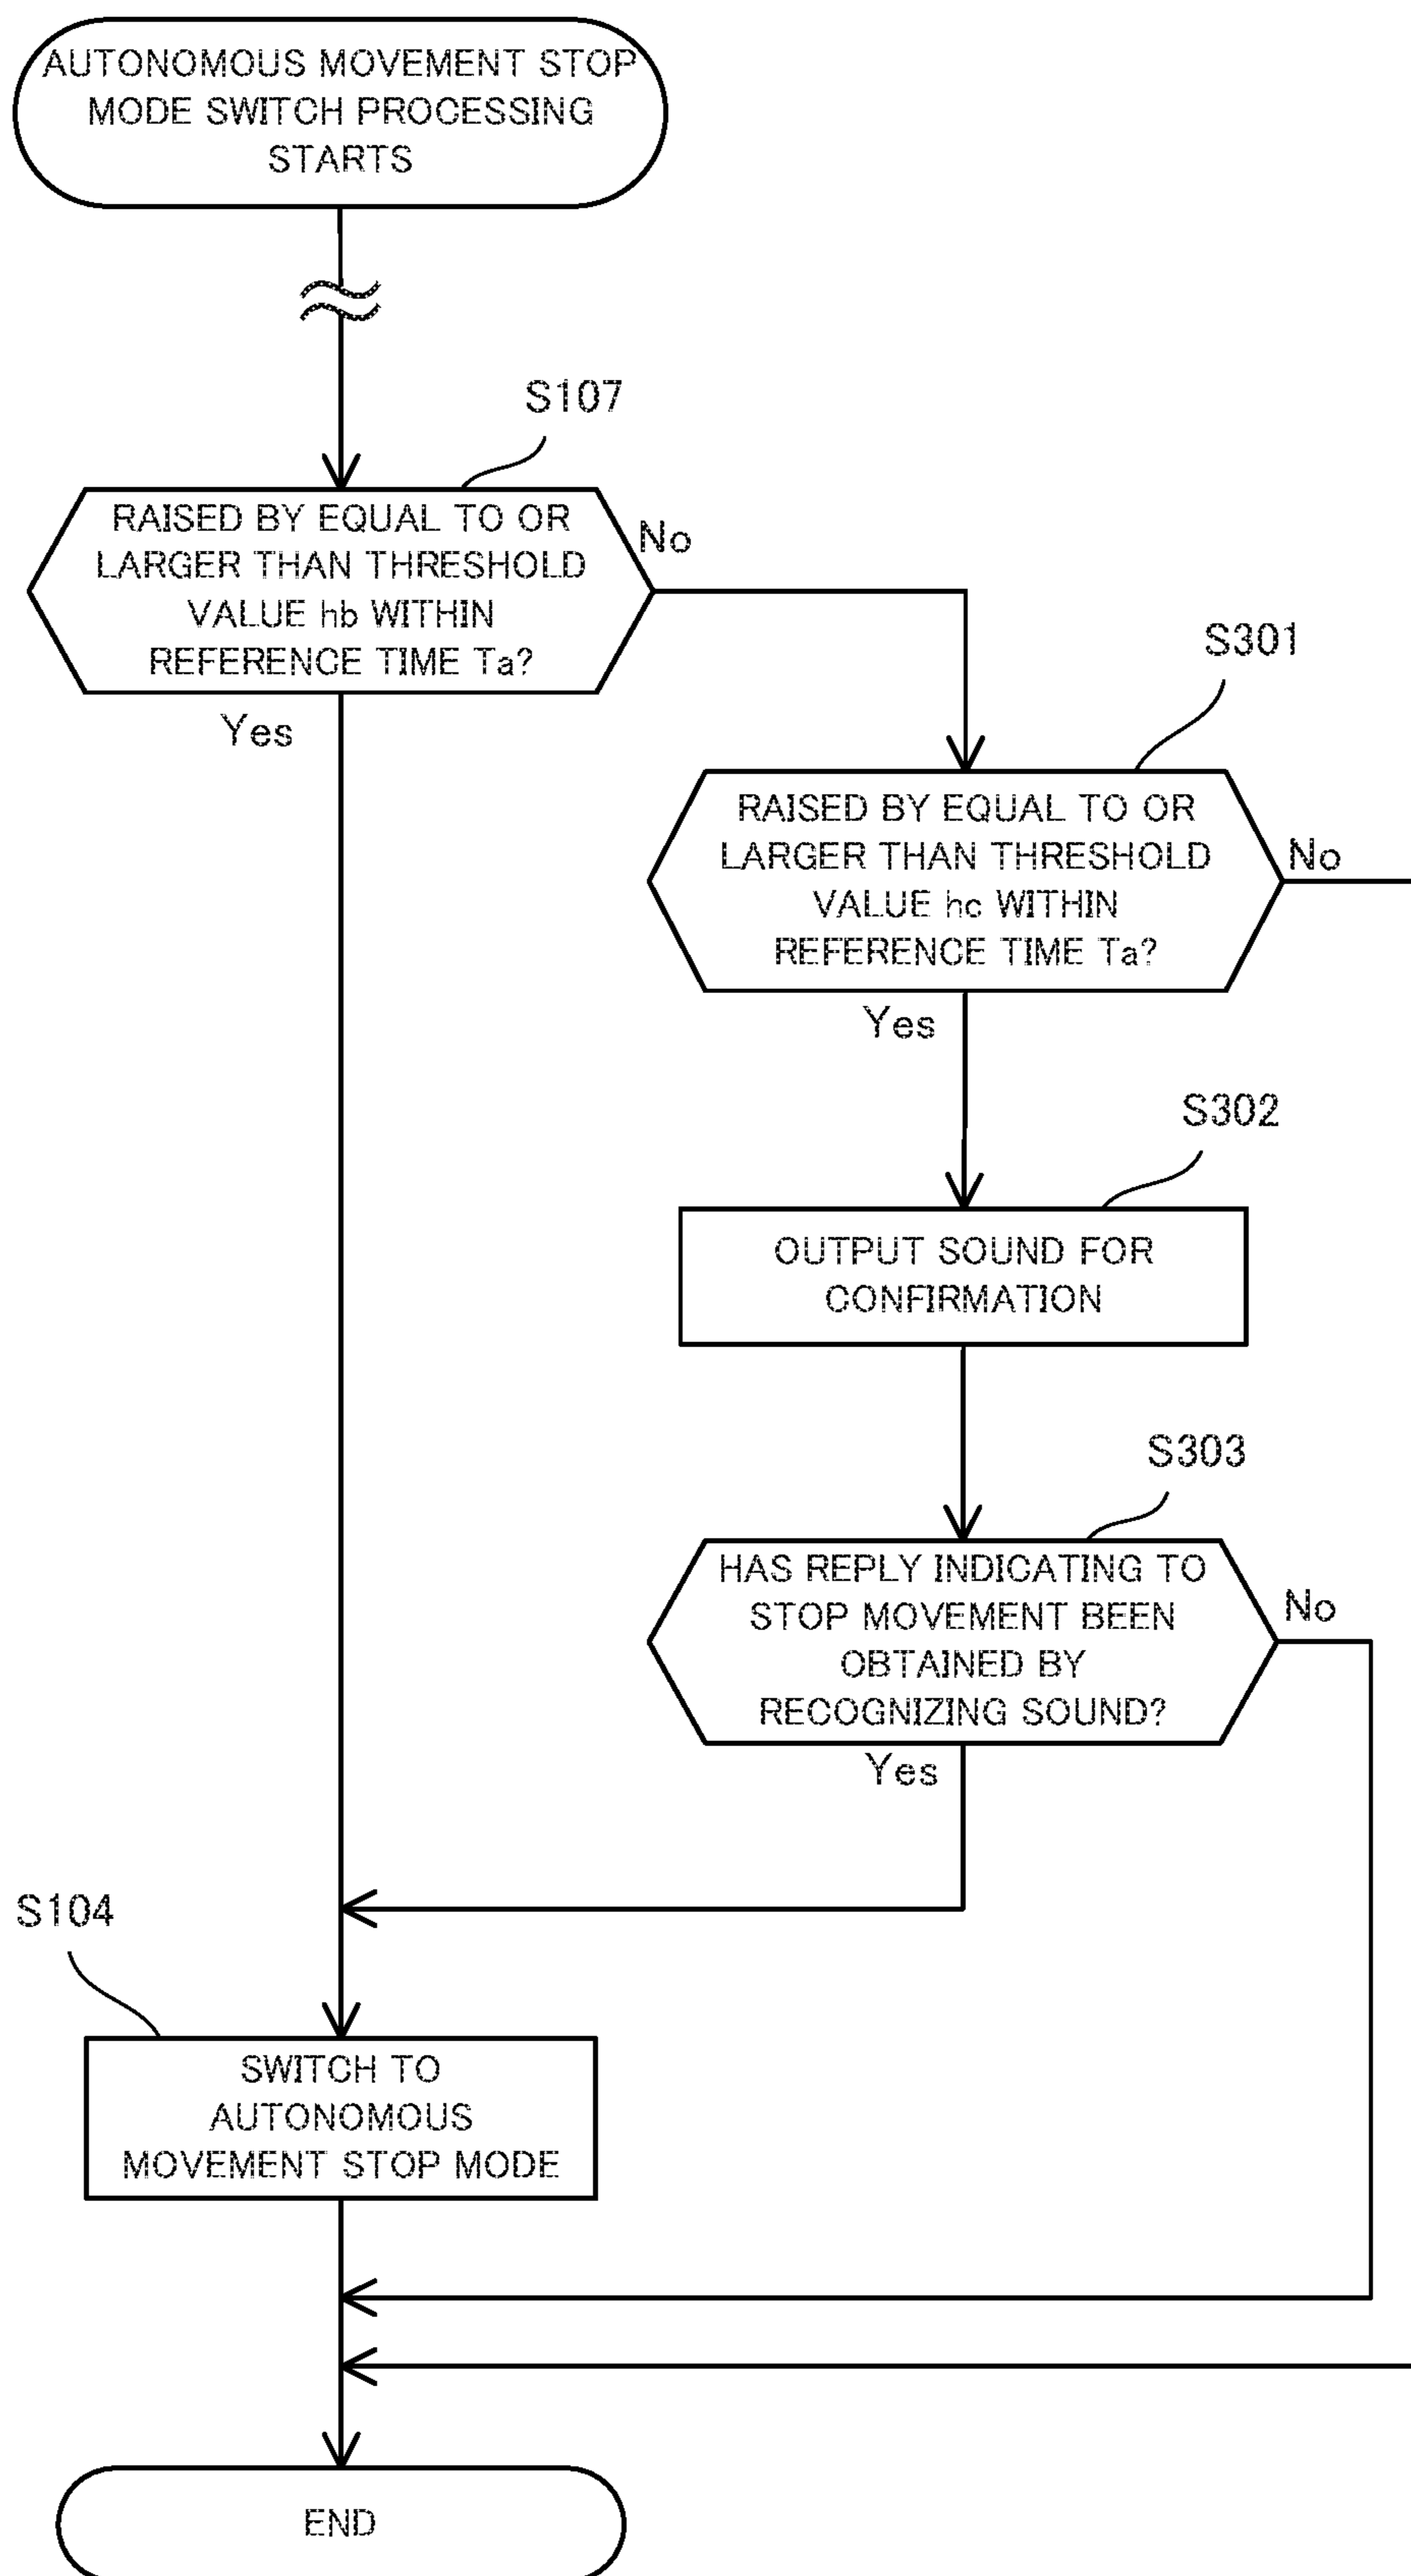 AUTONOMOUS MOVEMENT STOP
MODE SWITCH PROCESSING
STARTS
S107
RAISED BY EQUAL TO OR
LARGER THAN THRESHOLD
VALUE hb WITHIN
REFERENCE TIME Ta?
No
Yes
S301
RAISED BY EQUAL TO OR
LARGER THAN THRESHOLD
VALUE hc WITHIN
REFERENCE TIME Ta?
No
Yes
S302
OUTPUT SOUND FOR
CONFIRMATION
S303
HAS REPLY INDICATING TO
STOP MOVEMENT BEEN
OBTAINED BY
RECOGNIZING SOUND?
No
Yes
S104
SWITCH TO
AUTONOMOUS
MOVEMENT STOP MODE
END